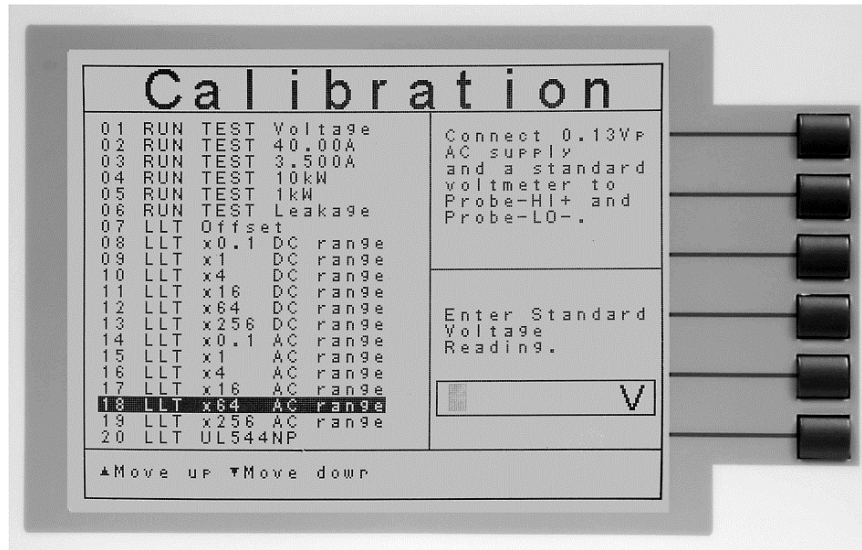 Calibration
01 RUN TEST Voltage
02 RUN TEST 40.00A
03 RUN TEST 3.500A
04 RUN TEST 10kW
05 RUN TEST 1kW
06 RUN TEST Leakage
07 LLT Offset
08 LLT x0.1 DC range
09 LLT x1 DC range
10 LLT x4 DC range
11 LLT x16 DC range
12 LLT x64 DC range
13 LLT x256 DC range
14 LLT x0.1 AC range
15 LLT x1 AC range
16 LLT x4 AC range
17 LLT x16 AC range
18 LLT x64 AC range
19 LLT x256 AC range
20 LLT UL544NP
Connect 0.13Vp
AC supply
and a standard
voltmeter to
Probe-HI+ and
Probe-LO-.
Enter Standard
Voltage
Reading.
V
▲Move up ▼Move down